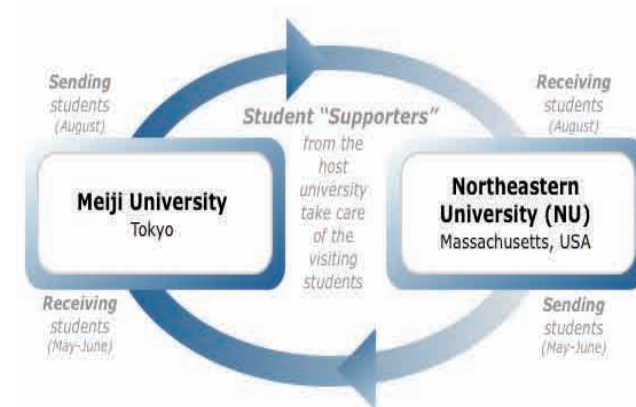 Sending
students
(August)
Receiving
students
(August)
Student “Supporters”
from the
host
university
take care
of the
visiting
students
Meiji University
Tokyo
Northeastern
University (NU)
Massachusetts, USA
Receiving
students
(May-June)
Sending
students
(May-June)